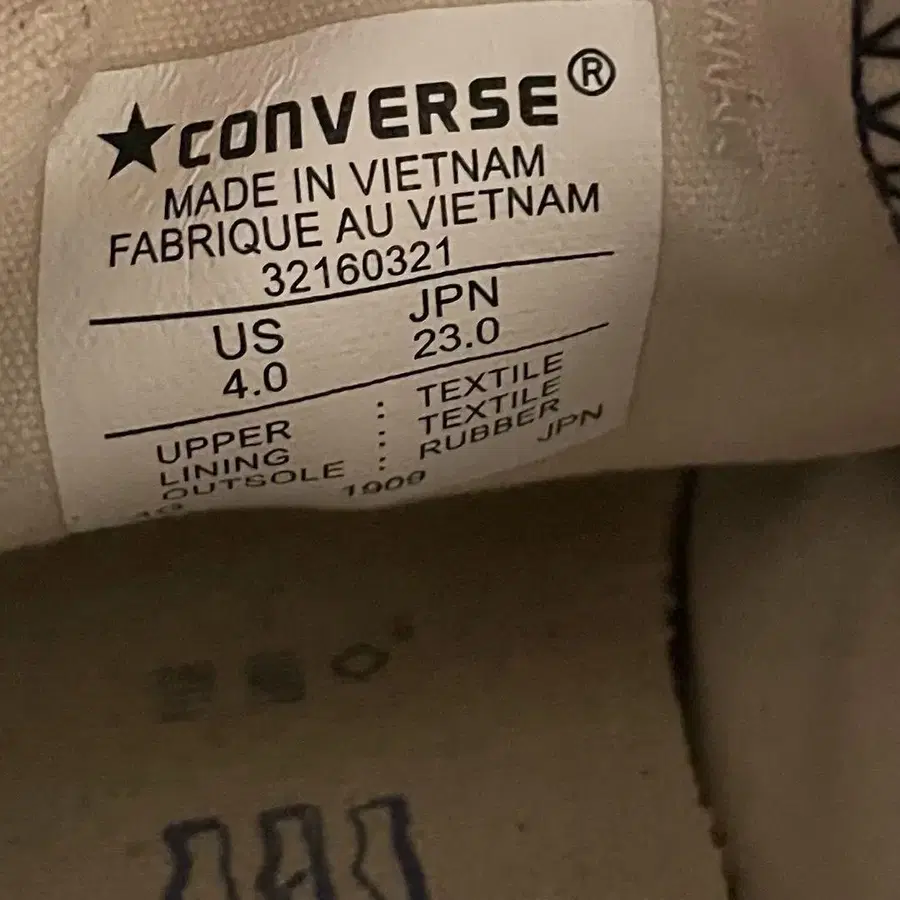 ★CONVERSE®
MADE IN VIETNAM
FABRIQUE AU VIETNAM
32160321
US JPN
4.0 23.0
UPPER : TEXTILE
LINING : TEXTILE
OUTSOLE : RUBBER
1909 JPN